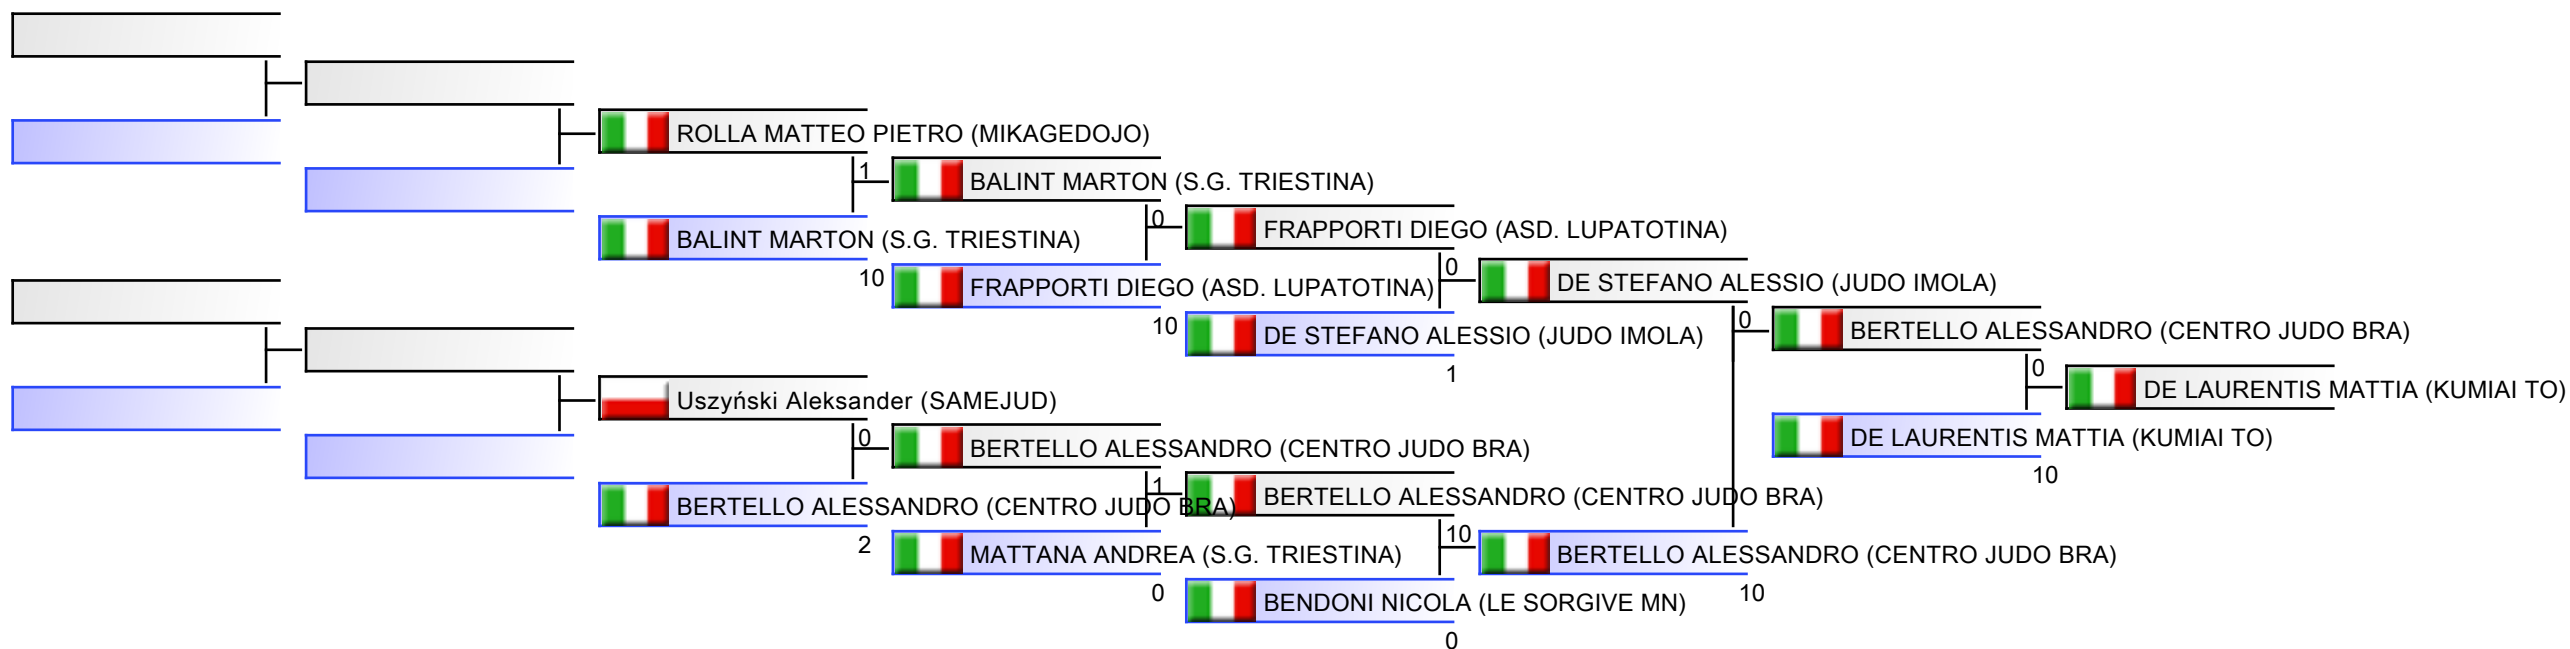 ROLLA MATTEO PIETRO (MIKAGEDOJO)
1
BALINT MARTON (S.G. TRIESTINA)
0
FRAPPORTI DIEGO (ASD. LUPATOTINA)
BALINT MARTON (S.G. TRIESTINA)
10
0
DE STEFANO ALESSIO (JUDO IMOLA)
FRAPPORTI DIEGO (ASD. LUPATOTINA)
10
0
BERTELLO ALESSANDRO (CENTRO JUDO BRA)
DE STEFANO ALESSIO (JUDO IMOLA)
1
0
DE LAURENTIS MATTIA (KUMIAI TO)
Uszyński Aleksander (SAMEJUD)
0
BERTELLO ALESSANDRO (CENTRO JUDO BRA)
DE LAURENTIS MATTIA (KUMIAI TO)
10
1
BERTELLO ALESSANDRO (CENTRO JUDO BRA)
BERTELLO ALESSANDRO (CENTRO JUDO BRA)
2
10
BERTELLO ALESSANDRO (CENTRO JUDO BRA)
10
MATTANA ANDREA (S.G. TRIESTINA)
0
BENDONI NICOLA (LE SORGIVE MN)
0